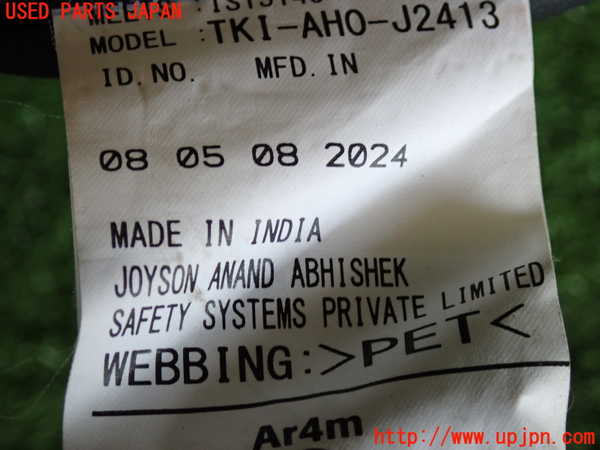 USED PARTS JAPAN
MODEL :TKI-AHO-J2413
ID.NO. MFD.IN
08 05 08 2024
MADE IN INDIA
JOYSON ANAND ABHISHEK
SAFETY SYSTEMS PRIVATE LIMITED
WEBBING:>PET<
Ar4m
http://www.upjpn.com